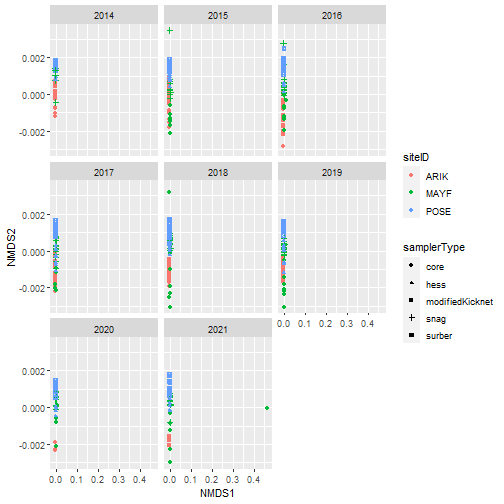 2014 2015 2016
0.002
0.000
-0.002
2017 2018 2019
0.002
0.000
-0.002
2020 2021
0.0 0.1 0.2 0.3 0.4
0.002
0.000
-0.002
0.0 0.1 0.2 0.3 0.4 0.0 0.1 0.2 0.3 0.4
NMDS1
NMDS2
siteID
ARIK
MAYF
POSE
samplerType
core
hess
modifiedKicknet
snag
surber